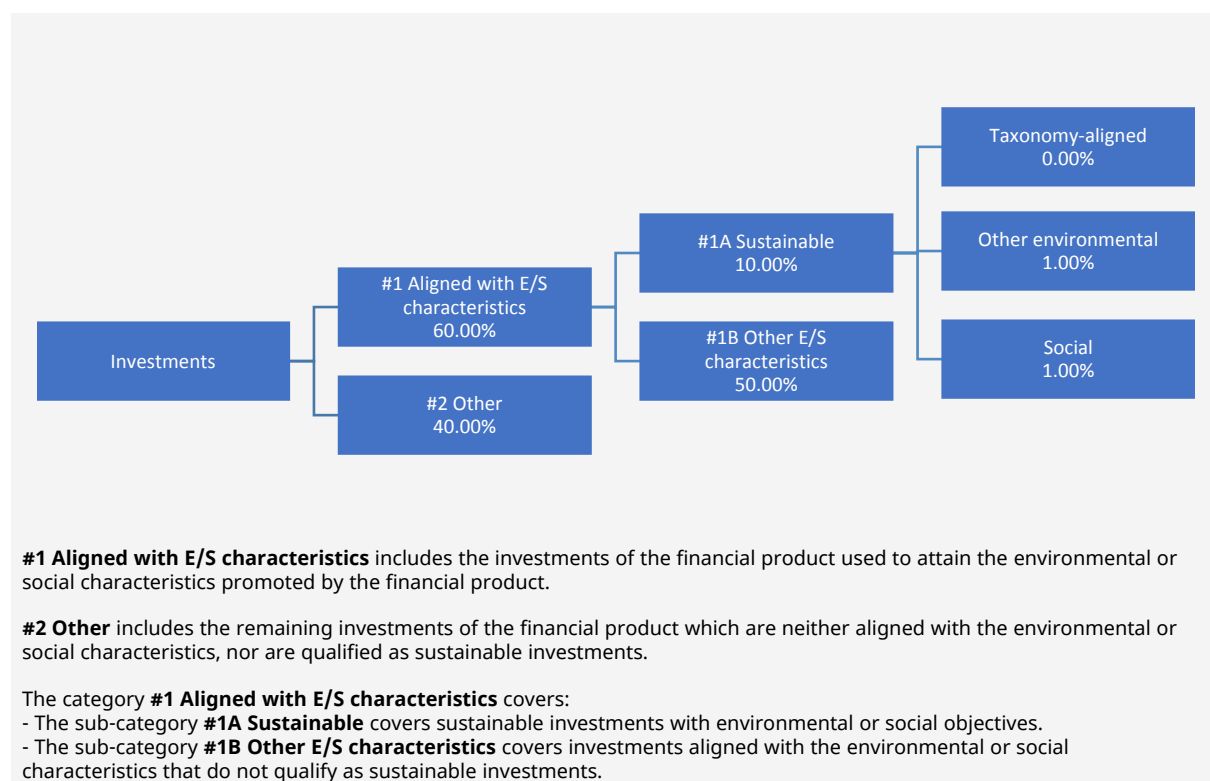 Investments
#1 Aligned with E/S
characteristics
60.00%
#2 Other
40.00%
#1A Sustainable
10.00%
#1B Other E/S
characteristics
50.00%
Taxonomy-aligned
0.00%
Other environmental
1.00%
Social
1.00%
#1 Aligned with E/S characteristics includes the investments of the financial product used to attain the environmental or
social characteristics promoted by the financial product.
#2 Other includes the remaining investments of the financial product which are neither aligned with the environmental or
social characteristics, nor are qualified as sustainable investments.
The category #1 Aligned with E/S characteristics covers:
- The sub-category #1A Sustainable covers sustainable investments with environmental or social objectives.
- The sub-category #1B Other E/S characteristics covers investments aligned with the environmental or social
characteristics that do not qualify as sustainable investments.